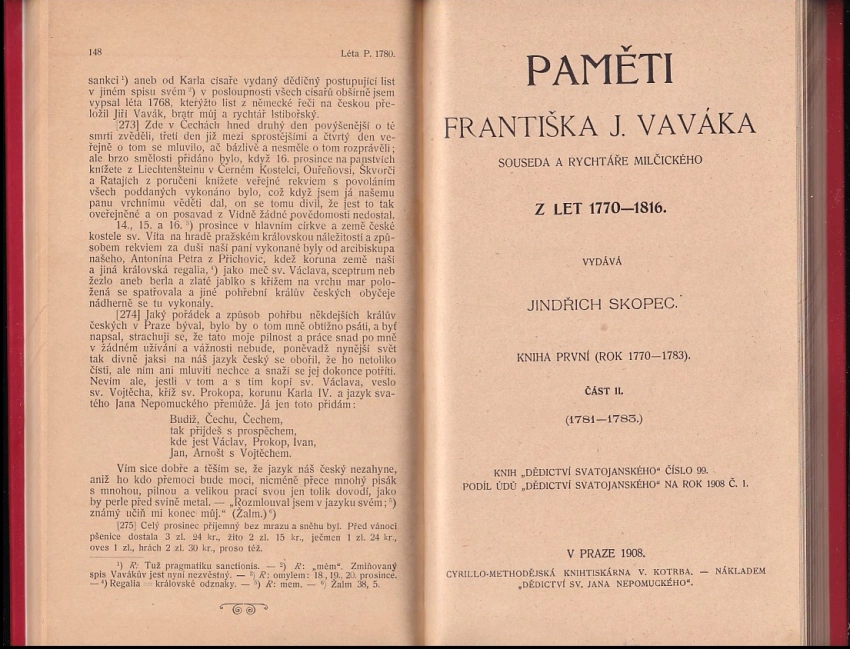 148
Léta P. 1780.
sankci ¹) aneb od Karla císaře vydaný dědičný postupující list
v jiném spisu svém ²) v posloupnosti všech císařů obšírně jsem
vypsal léta 1768, kterýžto list z německé řeči na českou pře-
ložil Jiří Vavák, bratr můj a rychtář Istibořský.
[273] Zde v Čechách hned druhý den povýšenější o té
smrti zvěděli, třetí den již mezi sprostějšími a čtvrtý den ve-
řejně o tom se mluvilo, ač bázlivě a nesměle o tom rozprávěli;
ale brzo smělosti přidáno bylo, když 16. prosince na panstvích
knížete z Liechtenšteinu v Černém Kostelci, Ouřeňovsi, Škvorči
a Ratajích z poručení knížete veřejné rekviem s povoláním
všech poddaných vykonáno bylo, což když jsem já našemu
panu vrchnímu věděti dal, on se tomu divil, že jest to tak
oveřejněné a on posavad z Vídně žádné povědomosti nedostal.
14., 15. a 16. ³) prosince v hlavním církve a země české
kostele sv. Víta na hradě pražském královskou náležitostí a způ-
sobem rekviem za duši naší paní vykonané byly od arcibiskupa
našeho, Antonína Petra z Příchovic, kdež koruna země naší
a jiná královská regalia, ⁴) jako meč sv. Václava, sceptrum neb
žezlo aneb berla a zlaté jablko s křížem na vrchu mar polo-
žená se spatřovala a jiné pohřební králův českých obyčeje
nádherně se tu vykonaly.
[274] Jaký pořádek a způsob pohřbu někdejších králův
českých v Praze býval, bylo by o tom mně obtížno psáti, a byť
napsal, strachuji se, že tato moje pilnost a práce snad po mně
v žádném užívání a vážnosti nebude, poněvadž nynější svět
tak divně jaksi na náš jazyk český se obořil, že ho netoliko
čísti, ale ním ani mluviti nechce a snaží se jej dokonce potříti.
Nevím ale, jestli v tom a s tím kopí sv. Václava, veslo
sv. Vojtěcha, kříž sv. Prokopa, korunu Karla IV. a jazyk sva-
tého Jana Nepomuckého přemůže. Já jen toto přidám:
Budiž, Čechu, Čechem,
tak přijdeš s prospěchem,
kde jest Václav, Prokop, Ivan,
Jan, Arnošt s Vojtěchem.
Vím sice dobře a těším se, že jazyk náš český nezahyne,
aniž ho kdo přemoci bude moci, nicméně přece mnohý pisák
s mnohou, pilnou a velikou prací svou jen tolik dovodí, jako
by perle před svině metal. — „Rozmlouval jsem v jazyku svém; ⁵)
známý učiň mi konec můj.“ (Žalm.) ⁶)
[275] Celý prosinec příjemný bez mrazu a sněhu byl. Před vánoci
pšenice dostala 3 zl. 24 kr., žito 2 zl. 15 kr., ječmen 1 zl. 24 kr.,
oves 1 zl., hrách 2 zl. 30 kr., proso též.
¹) R: Tuž pragmatiku sanctionis. — ²) R: „mém“. Zmiňovaný
spis Vavákův jest nyní nezvěstný. — ³) R: omylem: 18., 19., 20. prosince.
— ⁴) Regalia = královské odznaky. — ⁵) R: mem. — ⁶) Žalm 38, 5.
PAMĚTI
FRANTIŠKA J. VAVÁKA
SOUSEDA A RYCHTÁŘE MILČICKÉHO
Z LET 1770—1816.
VYDÁVÁ
JINDŘICH SKOPEC.
KNIHA PRVNÍ (ROK 1770—1783).
ČÁST II.
(1781—1783.)
KNIH „DĚDICTVÍ SVATOJANSKÉHO“ ČÍSLO 99.
PODÍL ÚDŮ „DĚDICTVÍ SVATOJANSKÉHO“ NA ROK 1908 Č. 1.
V PRAZE 1908.
CYRILLO-METHODĚJSKÁ KNIHTISKÁRNA V. KOTRBA. — NÁKLADEM
„DĚDICTVÍ SV. JANA NEPOMUCKÉHO“.